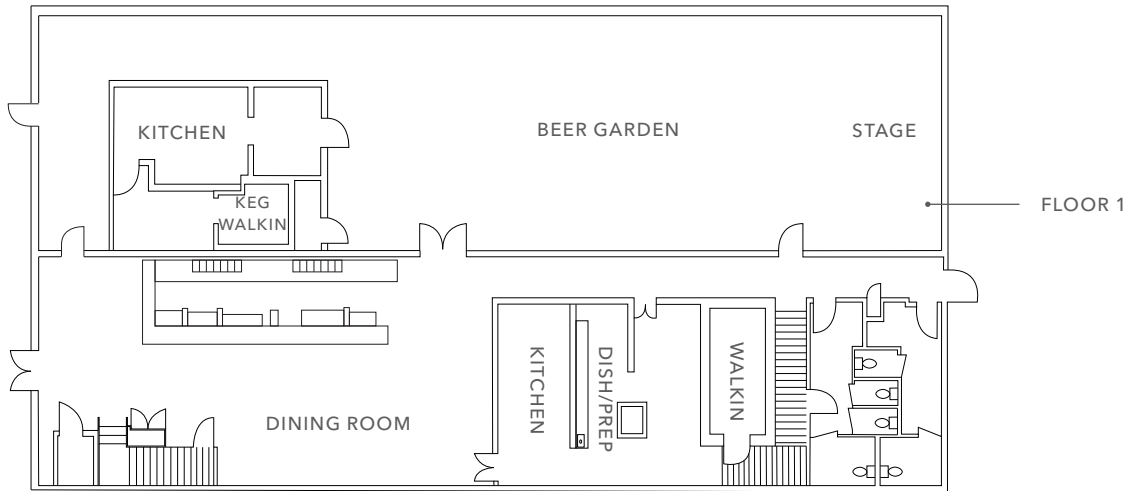 KITCHEN
BEER GARDEN
STAGE
KEG
WALKIN
FLOOR 1
KITCHEN
DISH/PREP
WALKIN
DINING ROOM